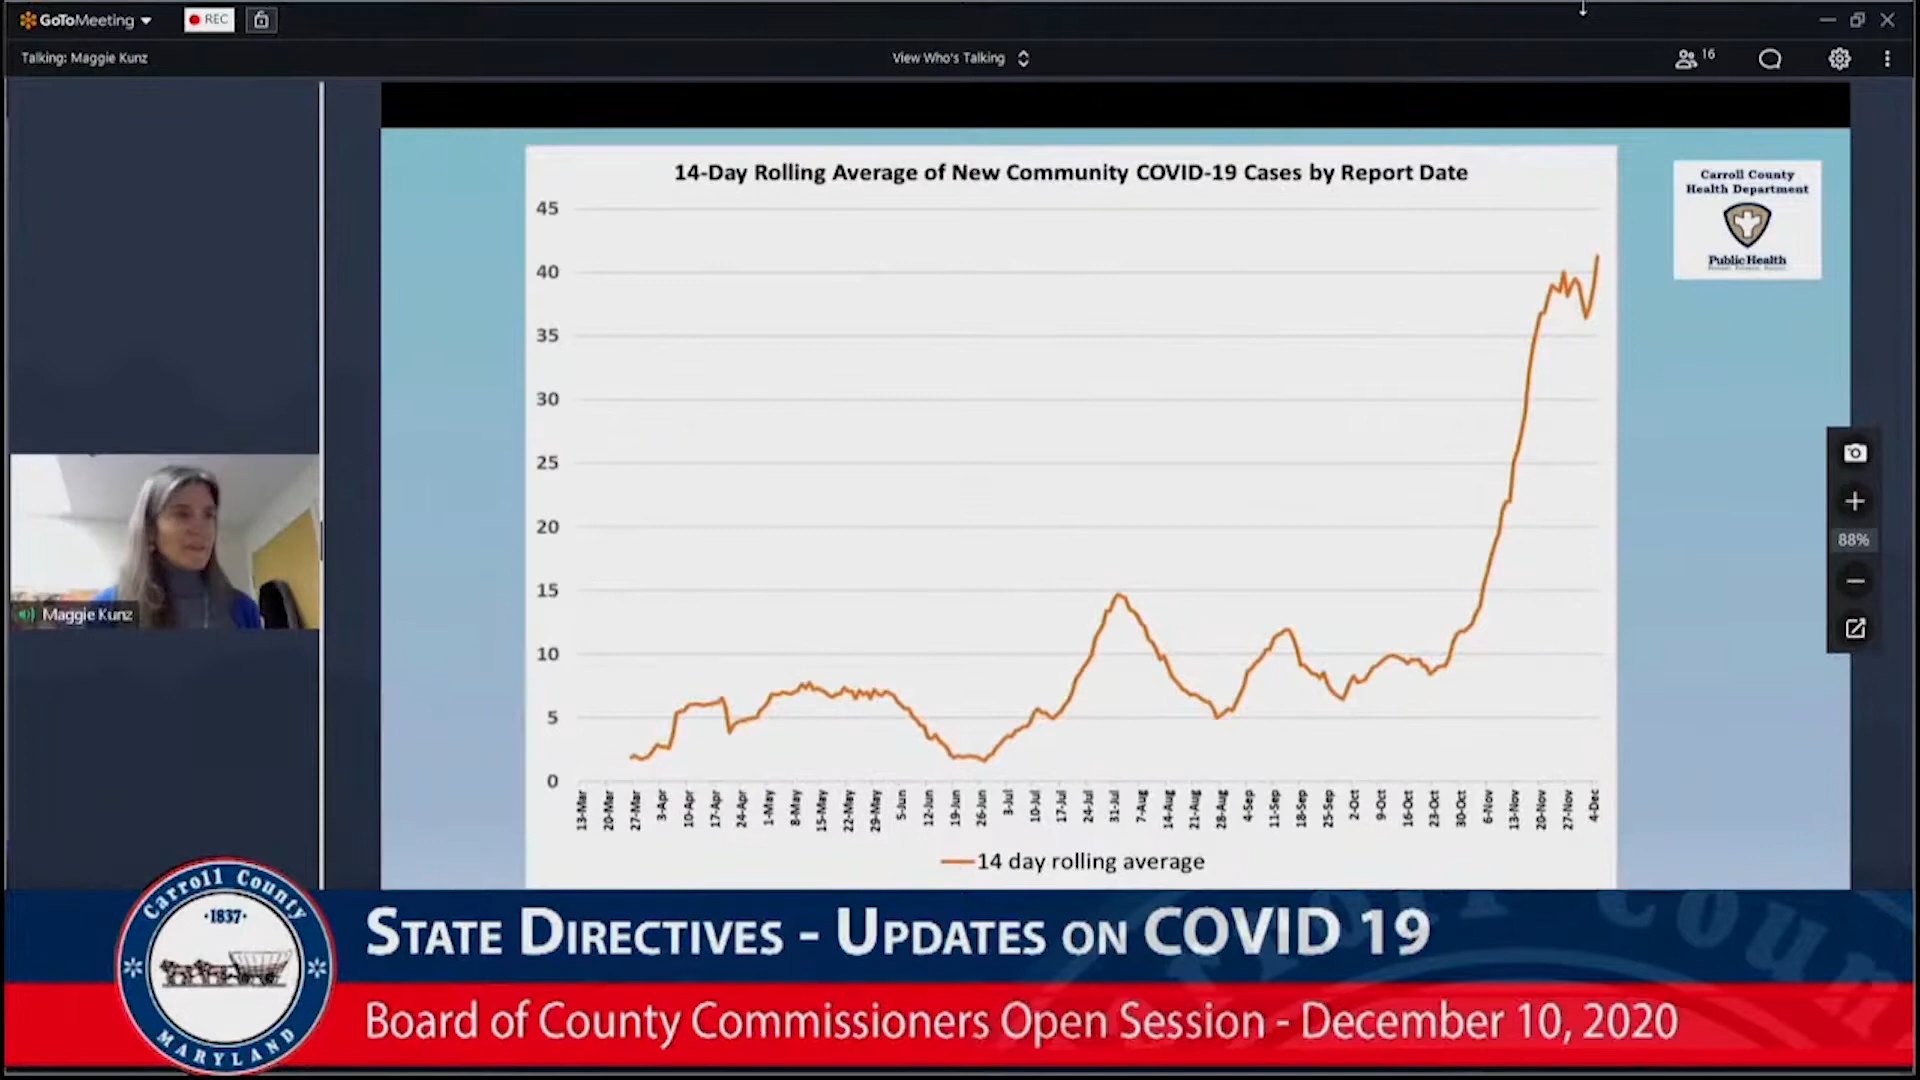 GoToMeeting
REC
Talking: Maggie Kunz
View Who's Talking
16
14-Day Rolling Average of New Community COVID-19 Cases by Report Date
45
40
35
30
25
20
15
10
5
0
13-Mar
20-Mar
27-Mar
3-Apr
10-Apr
17-Apr
24-Apr
1-May
8-May
15-May
22-May
29-May
5-Jun
12-Jun
19-Jun
26-Jun
3-Jul
10-Jul
17-Jul
24-Jul
31-Jul
7-Aug
14-Aug
21-Aug
28-Aug
4-Sep
11-Sep
18-Sep
25-Sep
2-Oct
9-Oct
16-Oct
23-Oct
30-Oct
6-Nov
13-Nov
20-Nov
27-Nov
4-Dec
14 day rolling average
Carroll County
Health Department
Public Health
88%
Maggie Kunz
Carroll County
·1837·
MARYLAND
STATE DIRECTIVES - UPDATES ON COVID 19
Board of County Commissioners Open Session - December 10, 2020